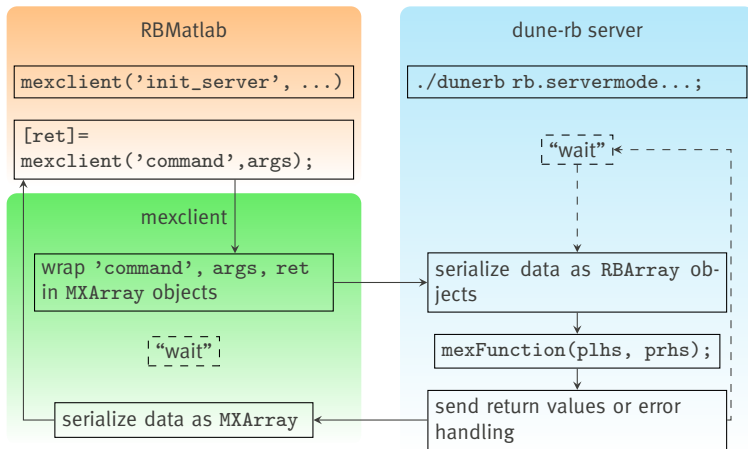 RBMatlab
mexclient('init_server', ...)
[ret]=
mexclient('command',args);
mexclient
wrap 'command', args, ret
in MXArray objects
“wait”
serialize data as MXArray
dune-rb server
./dunerb rb.servermode...;
“wait”
serialize data as RBArray ob-
jects
mexFunction(plhs, prhs);
send return values or error
handling